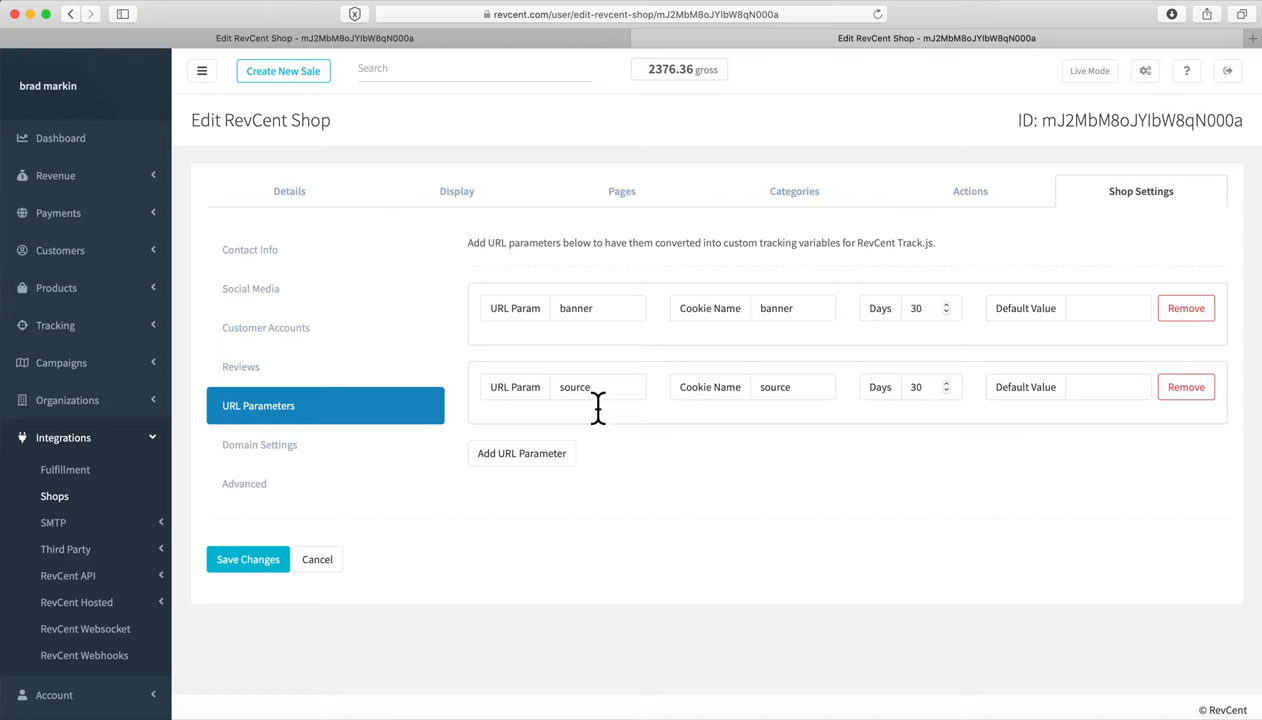 revcent.com/user/edit-revcent-shop/mJ2MbM8oJYIbW8qN000a
Edit RevCent Shop - mJ2MbM8oJYIbW8qN000a
Edit RevCent Shop - mJ2MbM8oJYIbW8qN000a
brad markin
Create New Sale
Search
2376.36 gross
Live Mode
?
Edit RevCent Shop
ID: mJ2MbM8oJYIbW8qN000a
Dashboard
Revenue
Payments
Customers
Products
Tracking
Campaigns
Organizations
Integrations
Fulfillment
Shops
SMTP
Third Party
RevCent API
RevCent Hosted
RevCent Websocket
RevCent Webhooks
Account
Details
Display
Pages
Categories
Actions
Shop Settings
Contact Info
Social Media
Customer Accounts
Reviews
URL Parameters
Domain Settings
Advanced
Add URL parameters below to have them converted into custom tracking variables for RevCent Track.js.
URL Param banner Cookie Name banner Days 30 Default Value Remove
URL Param source Cookie Name source Days 30 Default Value Remove
Add URL Parameter
Save Changes
Cancel
© RevCent